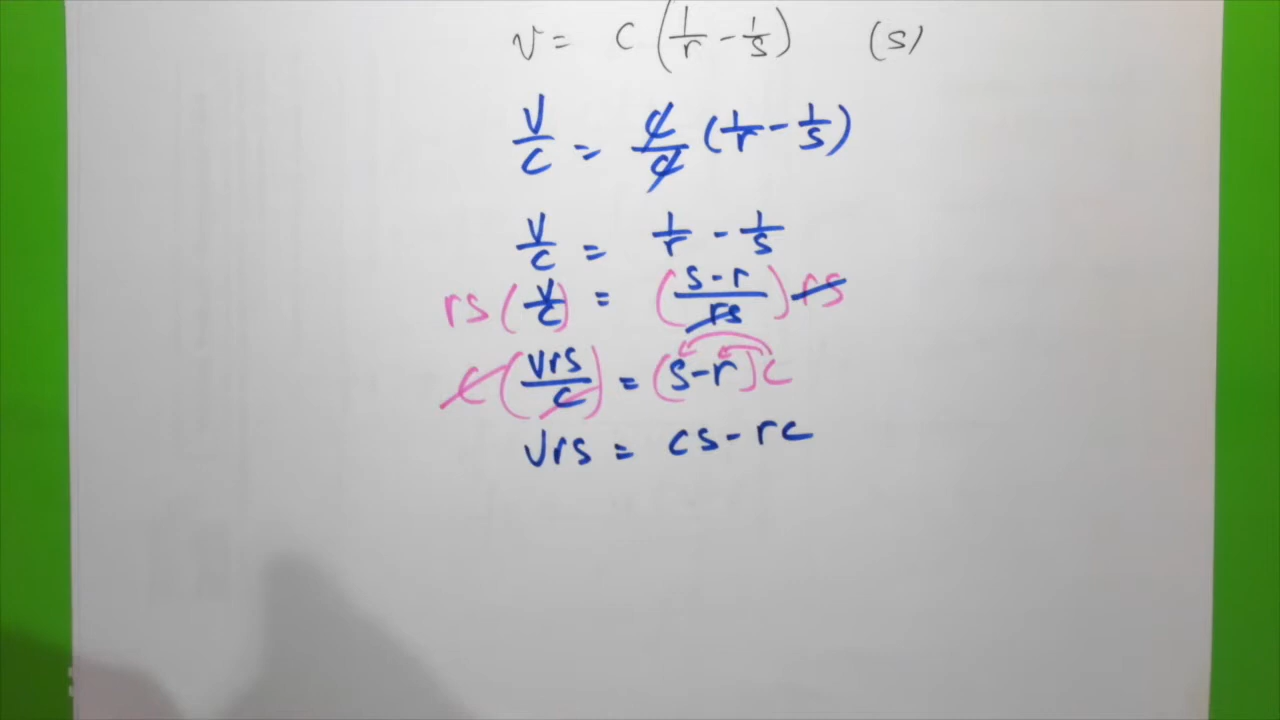 v = c (1/r - 1/s) (s)
v/c = c/c (1/r - 1/s)
v/c = 1/r - 1/s
rs (v/c) = (s-r/rs) rs
c (vrs/c) = (s-r) c
vrs = cs - rc